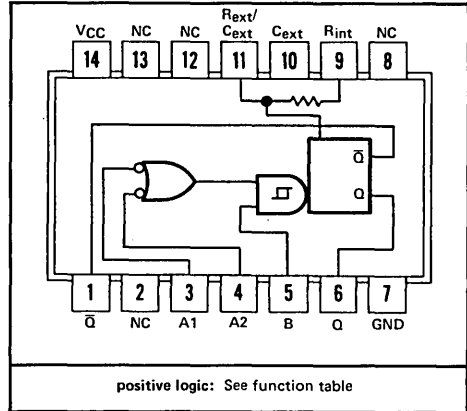 Rext/
VCC NC NC Cext Cext Rint NC
14 13 12 11 10 9 8
Q̅
Q
1 2 3 4 5 6 7
Q̅ NC A1 A2 B Q GND
positive logic: See function table